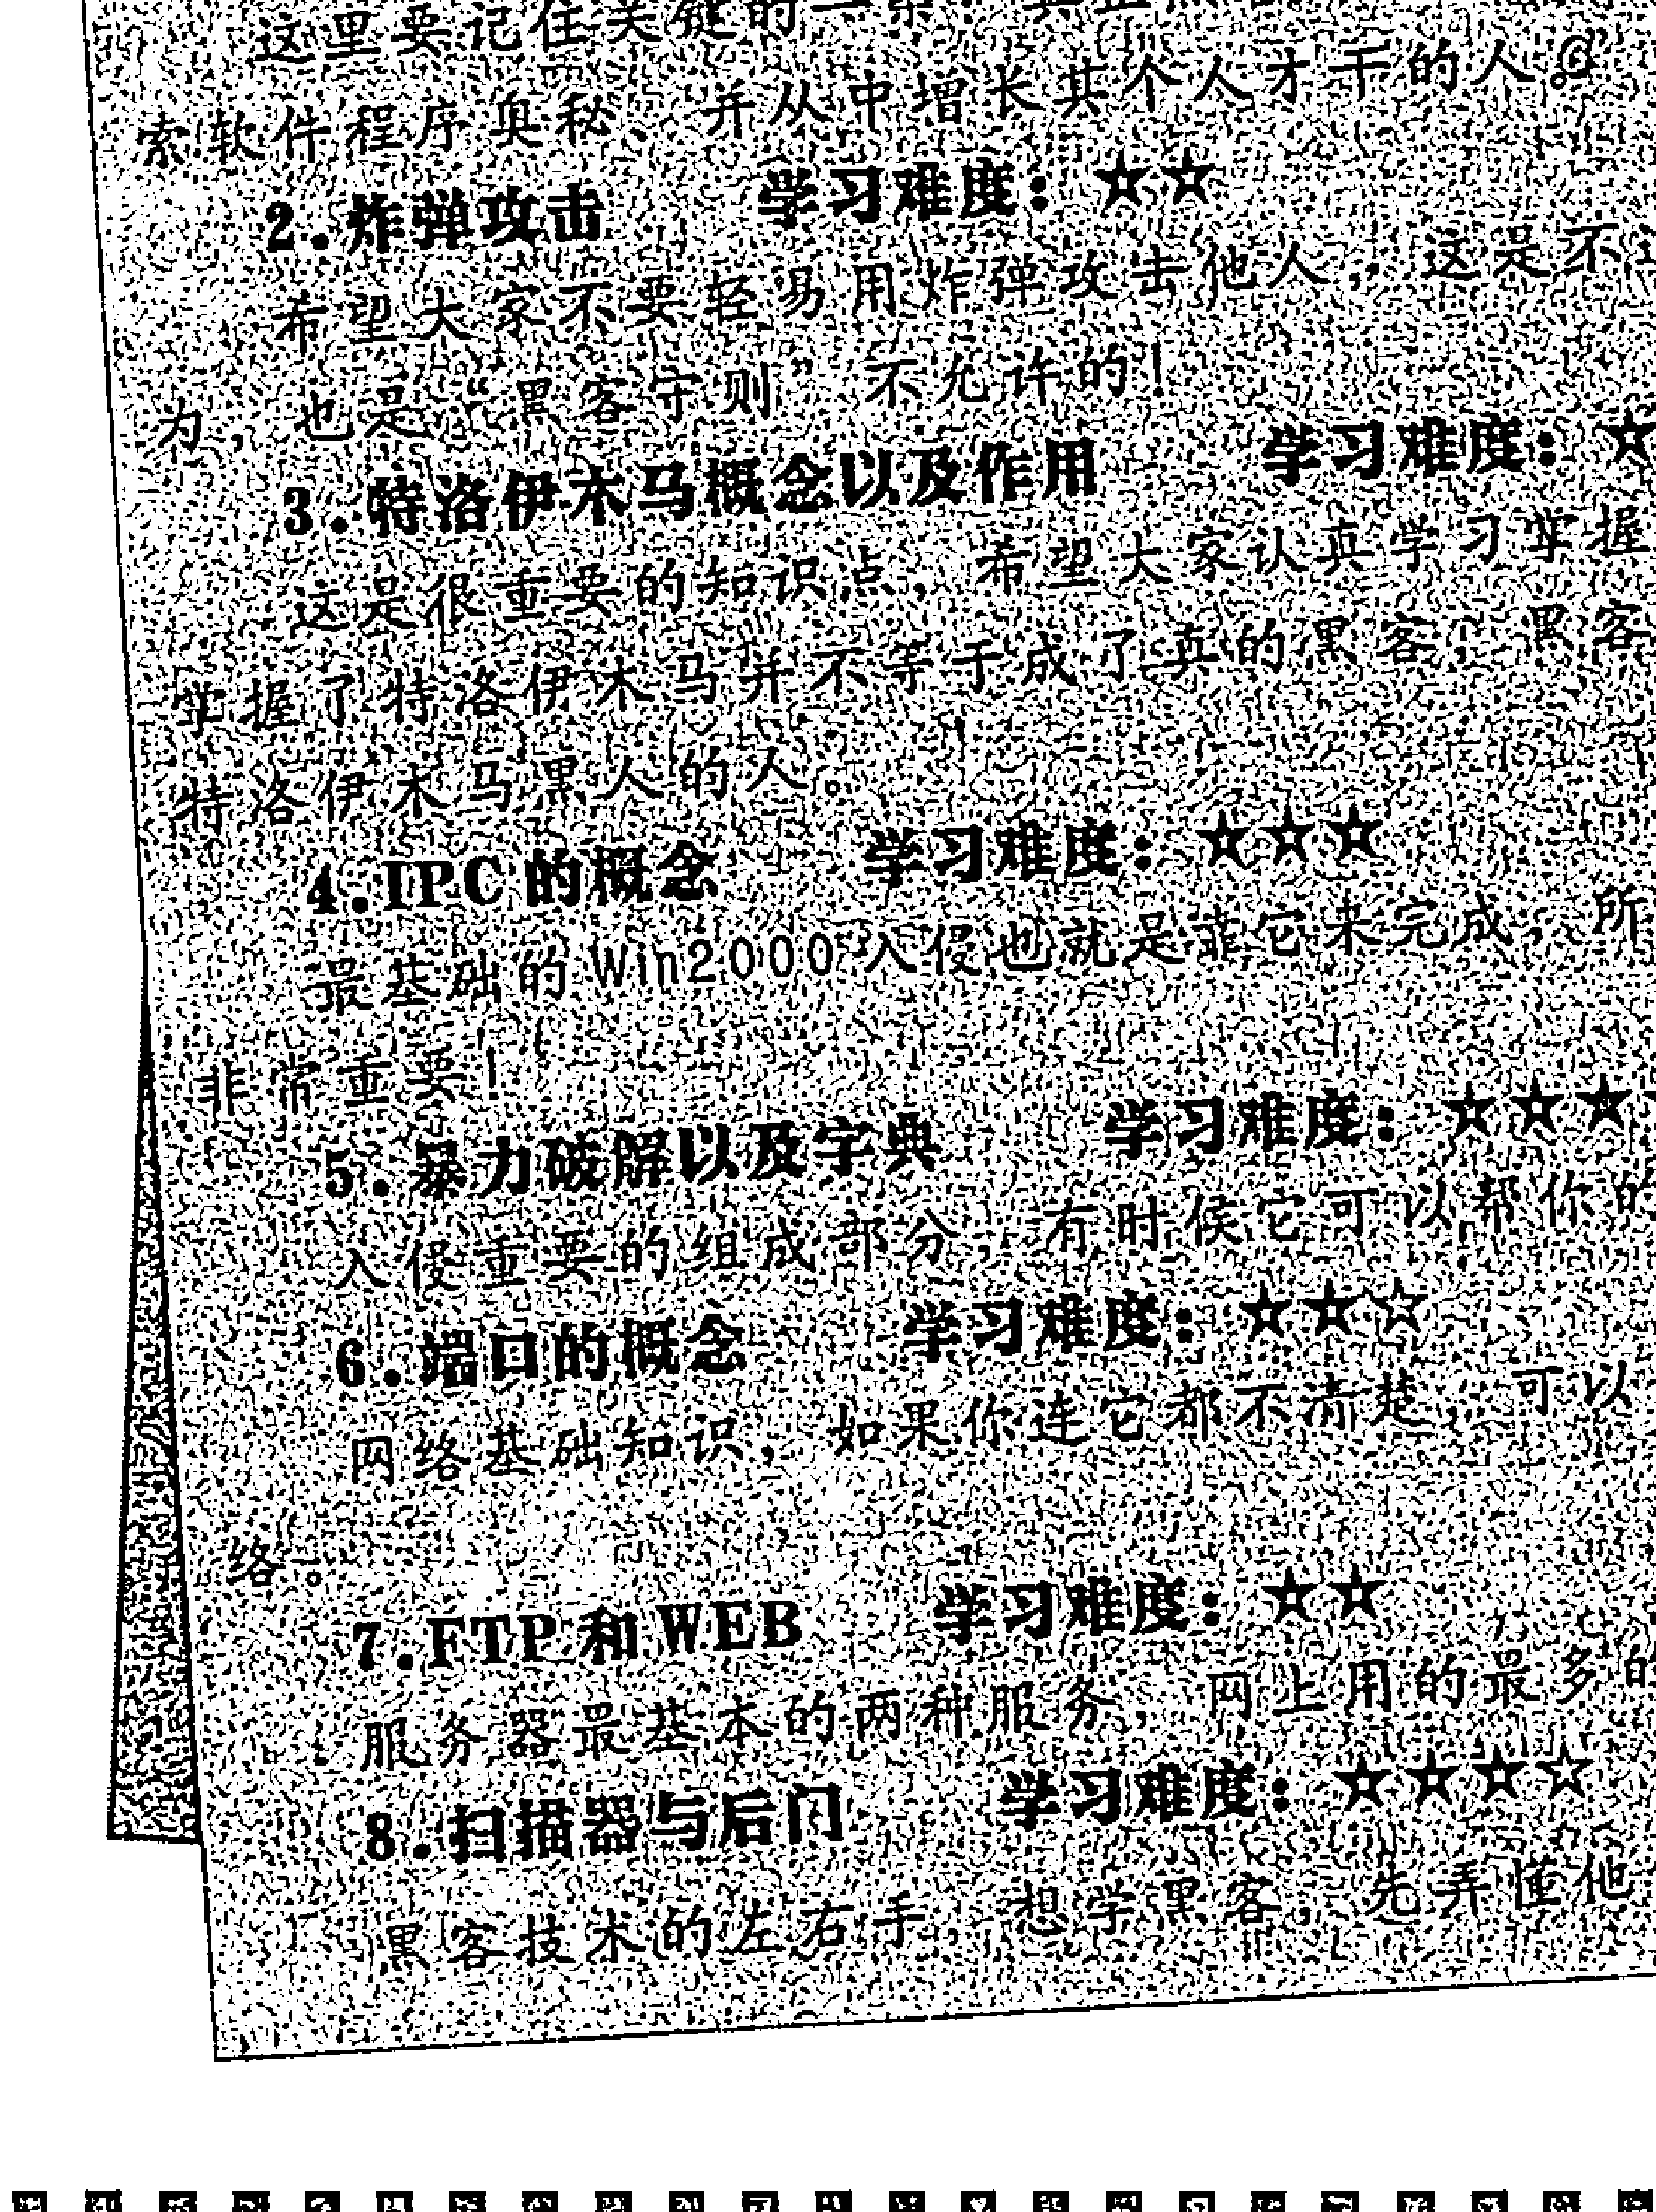 这里要记住关键的一条
索软件程序奥秘、并从中增长其个人才干的人。
2.炸弹攻击 学习难度：☆☆
希望大家不要轻易用炸弹攻击他人，这是不
为，也是“黑客守则”不允许的！
3.特洛伊木马概念以及作用 学习难度：☆
这是很重要的知识点，希望大家认真学习掌握
掌握了特洛伊木马并不等于成了真的黑客，黑客
特洛伊木马黑人的人。
4.IPC的概念 学习难度：☆☆☆
最基础的Win2000入侵也就是靠它来完成，所
非常重要！
5.暴力破解以及字典 学习难度：☆☆☆
入侵重要的组成部分，有时候它可以帮你的
6.端口的概念 学习难度：☆☆☆
网络基础知识，如果你连它都不清楚，可以
络。
7.FTP和WEB 学习难度：☆☆
服务器最基本的两种服务，网上用的最多的
8.扫描器与后门 学习难度：☆☆☆☆
黑客技术的左右手，想学黑客，先弄懂他